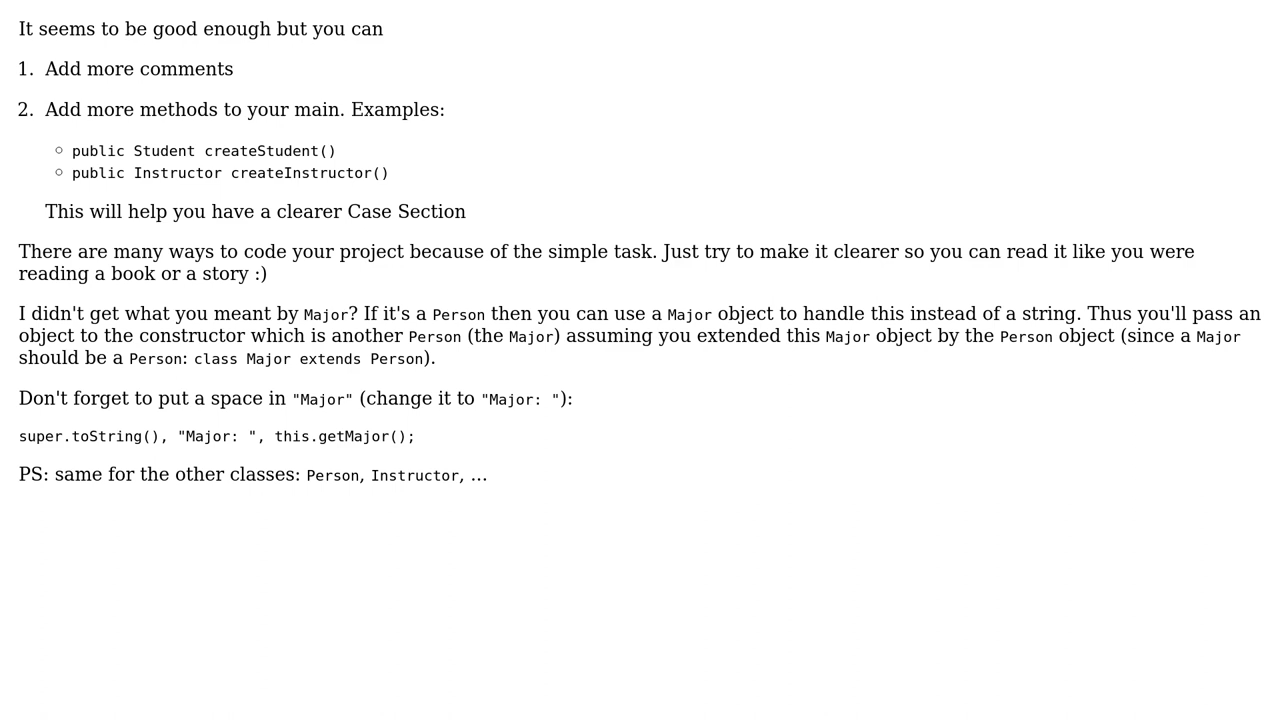 It seems to be good enough but you can
1. Add more comments
2. Add more methods to your main. Examples:
○ public Student createStudent()
○ public Instructor createInstructor()
This will help you have a clearer Case Section
There are many ways to code your project because of the simple task. Just try to make it clearer so you can read it like you were
reading a book or a story :)
I didn't get what you meant by Major? If it's a Person then you can use a Major object to handle this instead of a string. Thus you'll pass an
object to the constructor which is another Person (the Major) assuming you extended this Major object by the Person object (since a Major
should be a Person: class Major extends Person).
Don't forget to put a space in "Major" (change it to "Major: "):
super.toString(), "Major: ", this.getMajor();
PS: same for the other classes: Person, Instructor, ...